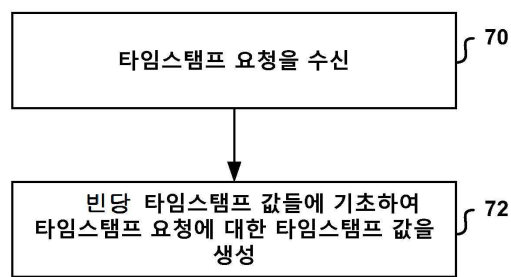 타임스탬프 요청을 수신
70
빈당 타임스탬프 값들에 기초하여
타임스탬프 요청에 대한 타임스탬프 값을
생성
72